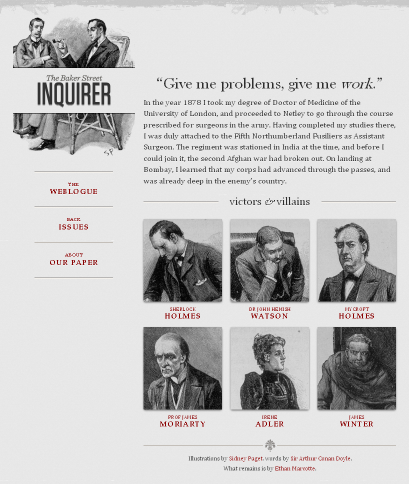 The Baker Street
INQUIRER
THE
WEBLOGUE
BACK
ISSUES
ABOUT
OUR PAPER
“Give me problems, give me work.”
In the year 1878 I took my degree of Doctor of Medicine of the
University of London, and proceeded to Netley to go through the course
prescribed for surgeons in the army. Having completed my studies there,
I was duly attached to the Fifth Northumberland Fusiliers as Assistant
Surgeon. The regiment was stationed in India at the time, and before I
could join it, the second Afghan war had broken out. On landing at
Bombay, I learned that my corps had advanced through the passes, and
was already deep in the enemy’s country.
victors & villains
SHERLOCK
HOLMES
DR JOHN HEMISH
WATSON
MYCROFT
HOLMES
PROF JAMES
MORIARTY
IRENE
ADLER
JAMES
WINTER
Illustrations by Sidney Paget, words by Sir Arthur Conan Doyle.
What remains is by Ethan Marcotte.